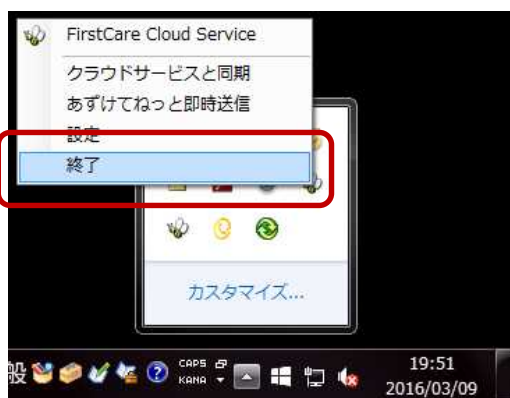 FirstCare Cloud Service
クラウドサービスと同期
あずけてねっと即時送信
設定
終了
カスタマイズ...
般
CAPS
KANA
19:51
2016/03/09